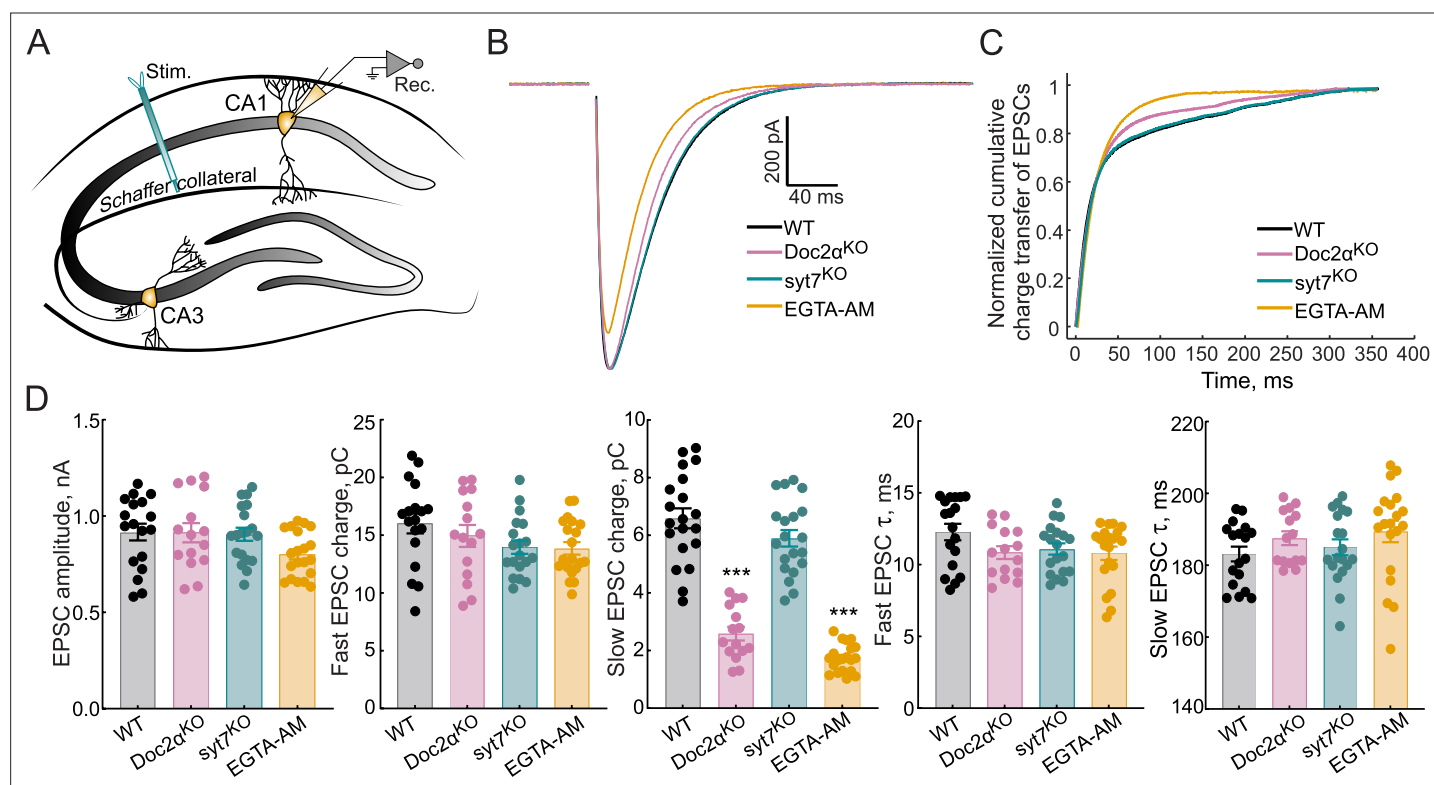 A
Stim.
Rec.
CA1
Schaffer collateral
CA3
B
200 pA
40 ms
WT
Doc2α^KO
syt7^KO
EGTA-AM
C
Normalized cumulative
charge transfer of EPSCs
1
0.8
0.6
0.4
0.2
0
0 50 100 150 200 250 300 350 400
Time, ms
WT
Doc2α^KO
syt7^KO
EGTA-AM
D
EPSC amplitude, nA
1.5
1.0
0.5
0.0
WT Doc2α^KO syt7^KO EGTA-AM
Fast EPSC charge, pC
25
20
15
10
5
0
WT Doc2α^KO syt7^KO EGTA-AM
Slow EPSC charge, pC
10
8
6
4
2
0
***
***
WT Doc2α^KO syt7^KO EGTA-AM
Fast EPSC τ, ms
20
15
10
5
0
WT Doc2α^KO syt7^KO EGTA-AM
Slow EPSC τ, ms
220
200
180
160
140
WT Doc2α^KO syt7^KO EGTA-AM